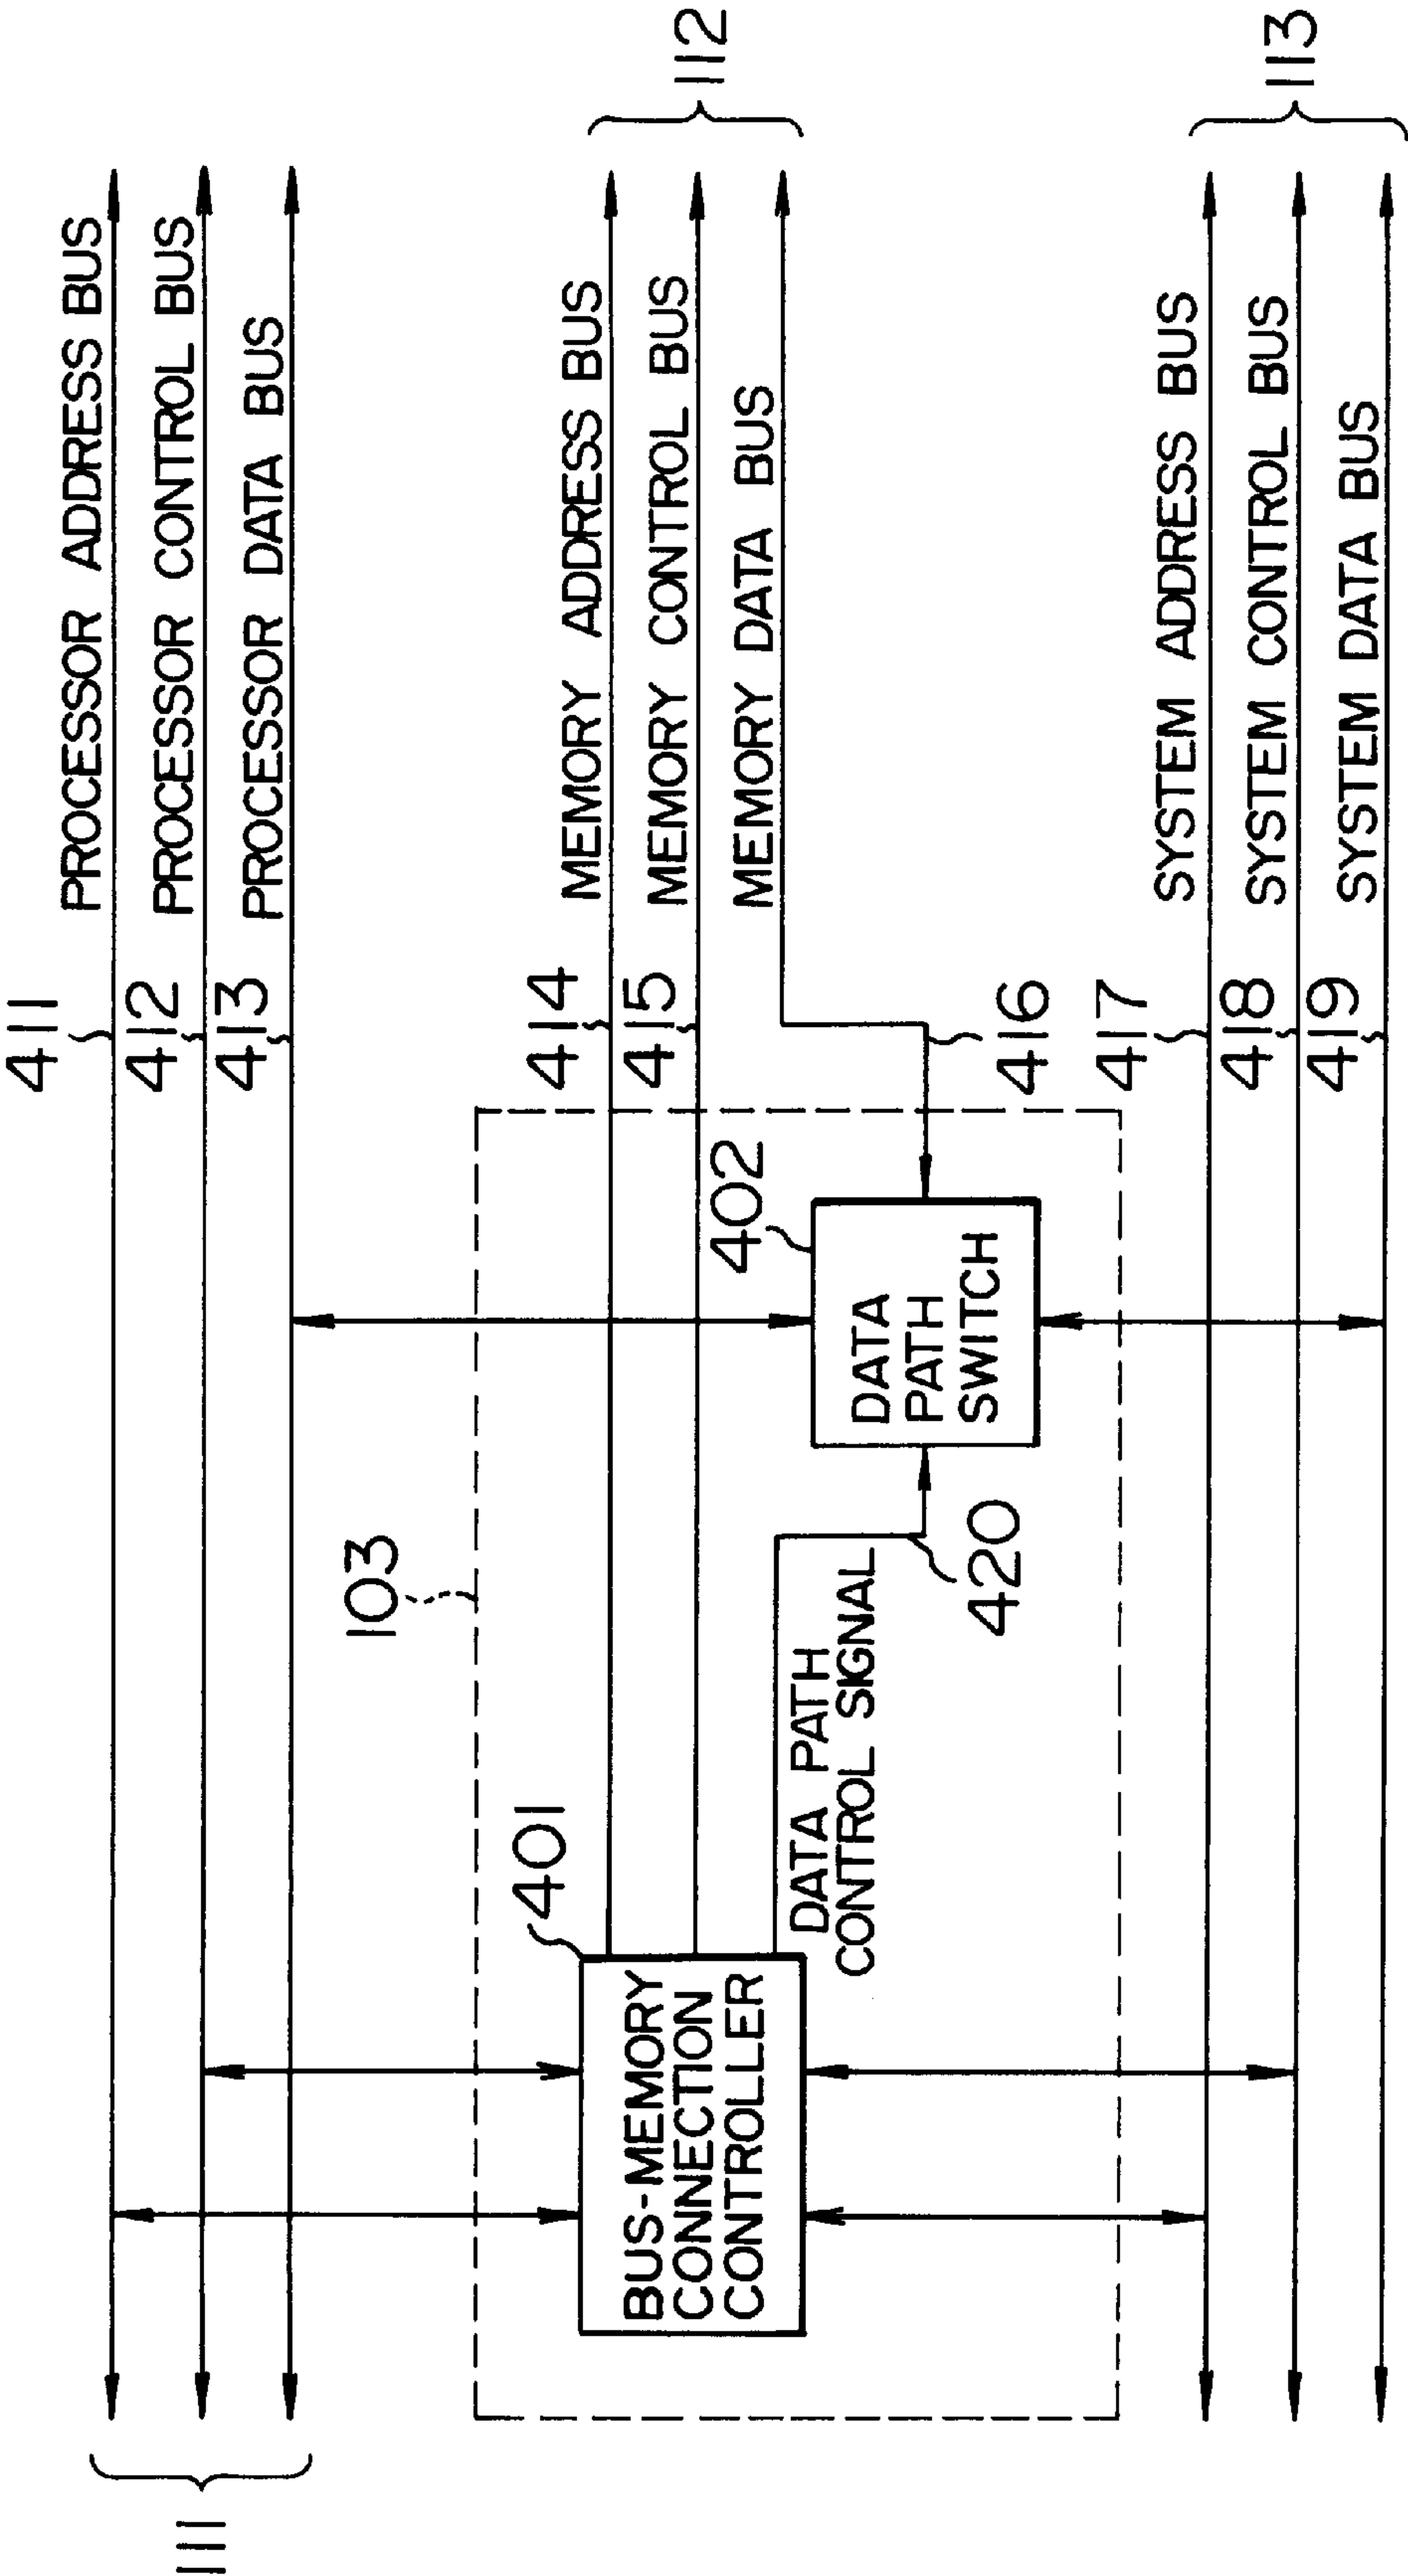 411
PROCESSOR ADDRESS BUS
412
PROCESSOR CONTROL BUS
413
PROCESSOR DATA BUS
111
103
401
BUS-MEMORY
CONNECTION
CONTROLLER
414
MEMORY ADDRESS BUS
415
MEMORY CONTROL BUS
MEMORY DATA BUS
112
402
DATA
PATH
SWITCH
DATA PATH
CONTROL SIGNAL
420
416
417
SYSTEM ADDRESS BUS
418
SYSTEM CONTROL BUS
419
SYSTEM DATA BUS
113